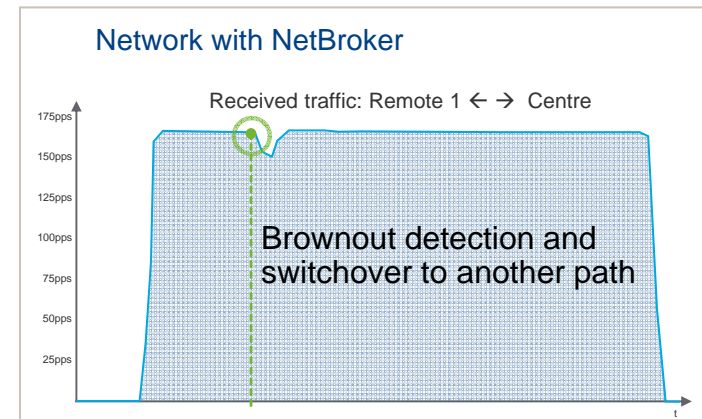 Network with NetBroker
Received traffic: Remote 1 ← → Centre
175pps
150pps
125pps
100pps
75pps
50pps
25pps
Brownout detection and
switchover to another path
t